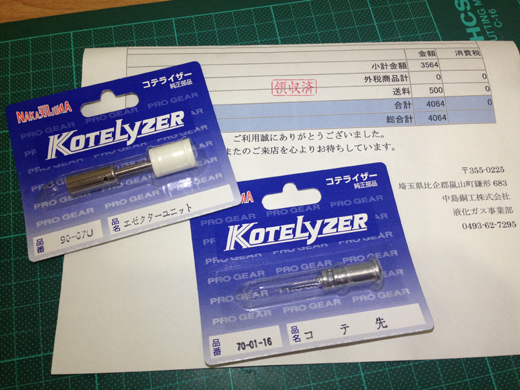 HCS
C-16
金額 消費税
小計金額 3564
外税商品計 0 0
送料 500 0
合計 4064 0
総合計 4064
領収済
ご利用誠にありがとうございました。
またのご来店を心よりお待ちしています。
〒355-0225
埼玉県比企郡嵐山町鎌形 683
中島銅工株式会社
液化ガス事業部
0493-62-7295
NAKAJIMA
コテライザー
純正部品
PRO GEAR
KOTELYZER
品番
90-07U
品名
エゼクターユニット
NAKAJIMA
コテライザー
純正部品
PRO GEAR
KOTELYZER
品番
70-01-16
品名
コテ先